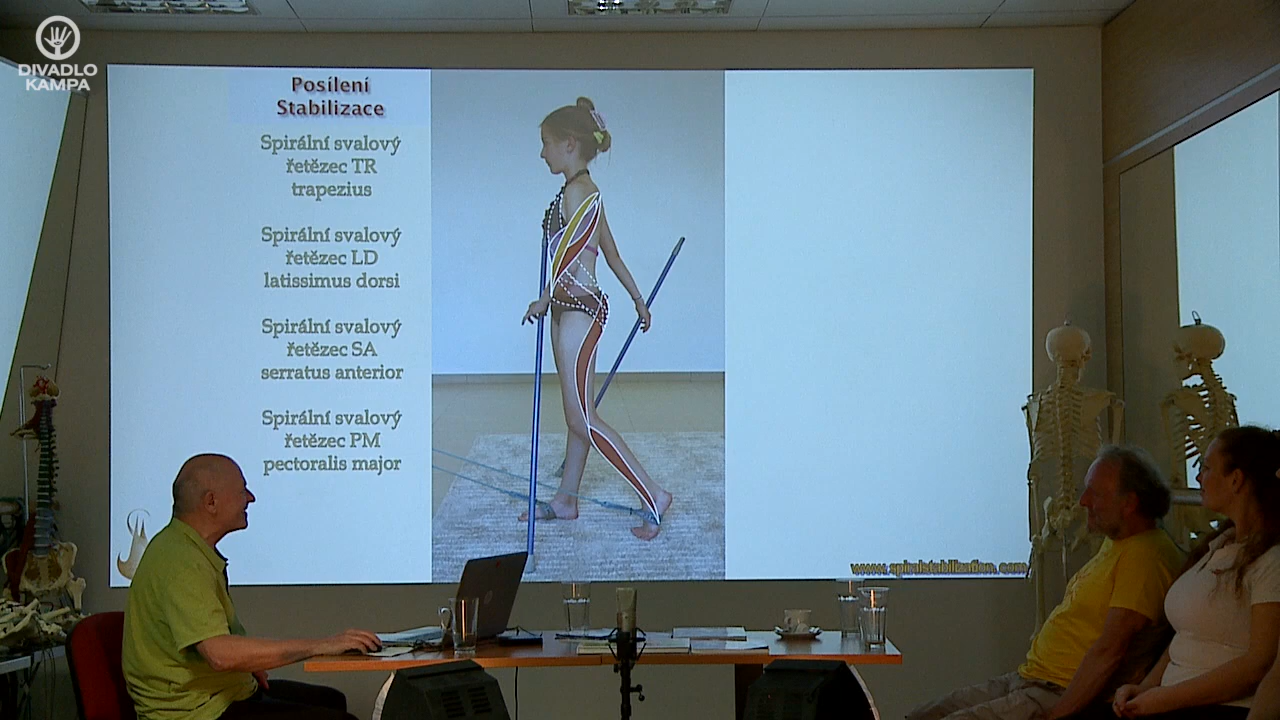 DIVADLO
KAMPA
Posílení
Stabilizace
Spirální svalový
řetězec TR
trapezius
Spirální svalový
řetězec LD
latissimus dorsi
Spirální svalový
řetězec SA
serratus anterior
Spirální svalový
řetězec PM
pectoralis major
www.spiralstabilization.com